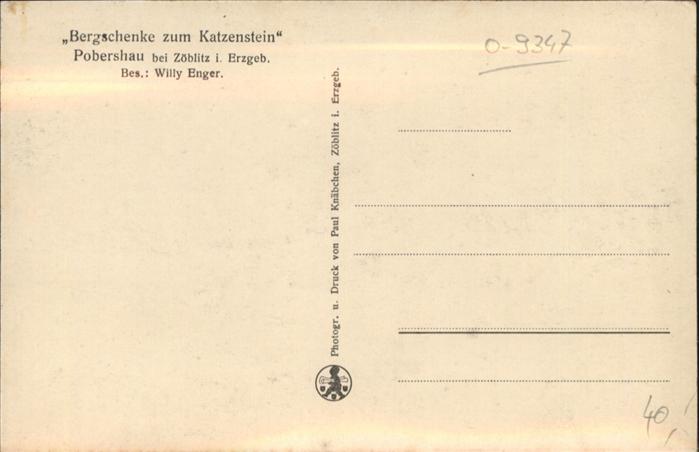 „Bergschenke zum Katzenstein“
Pobershau bei Zöblitz i. Erzgeb.
Bes.: Willy Enger.
0-9347
Photogr. u. Druck von Paul Knäbchen, Zöblitz i. Erzgeb.
40,-